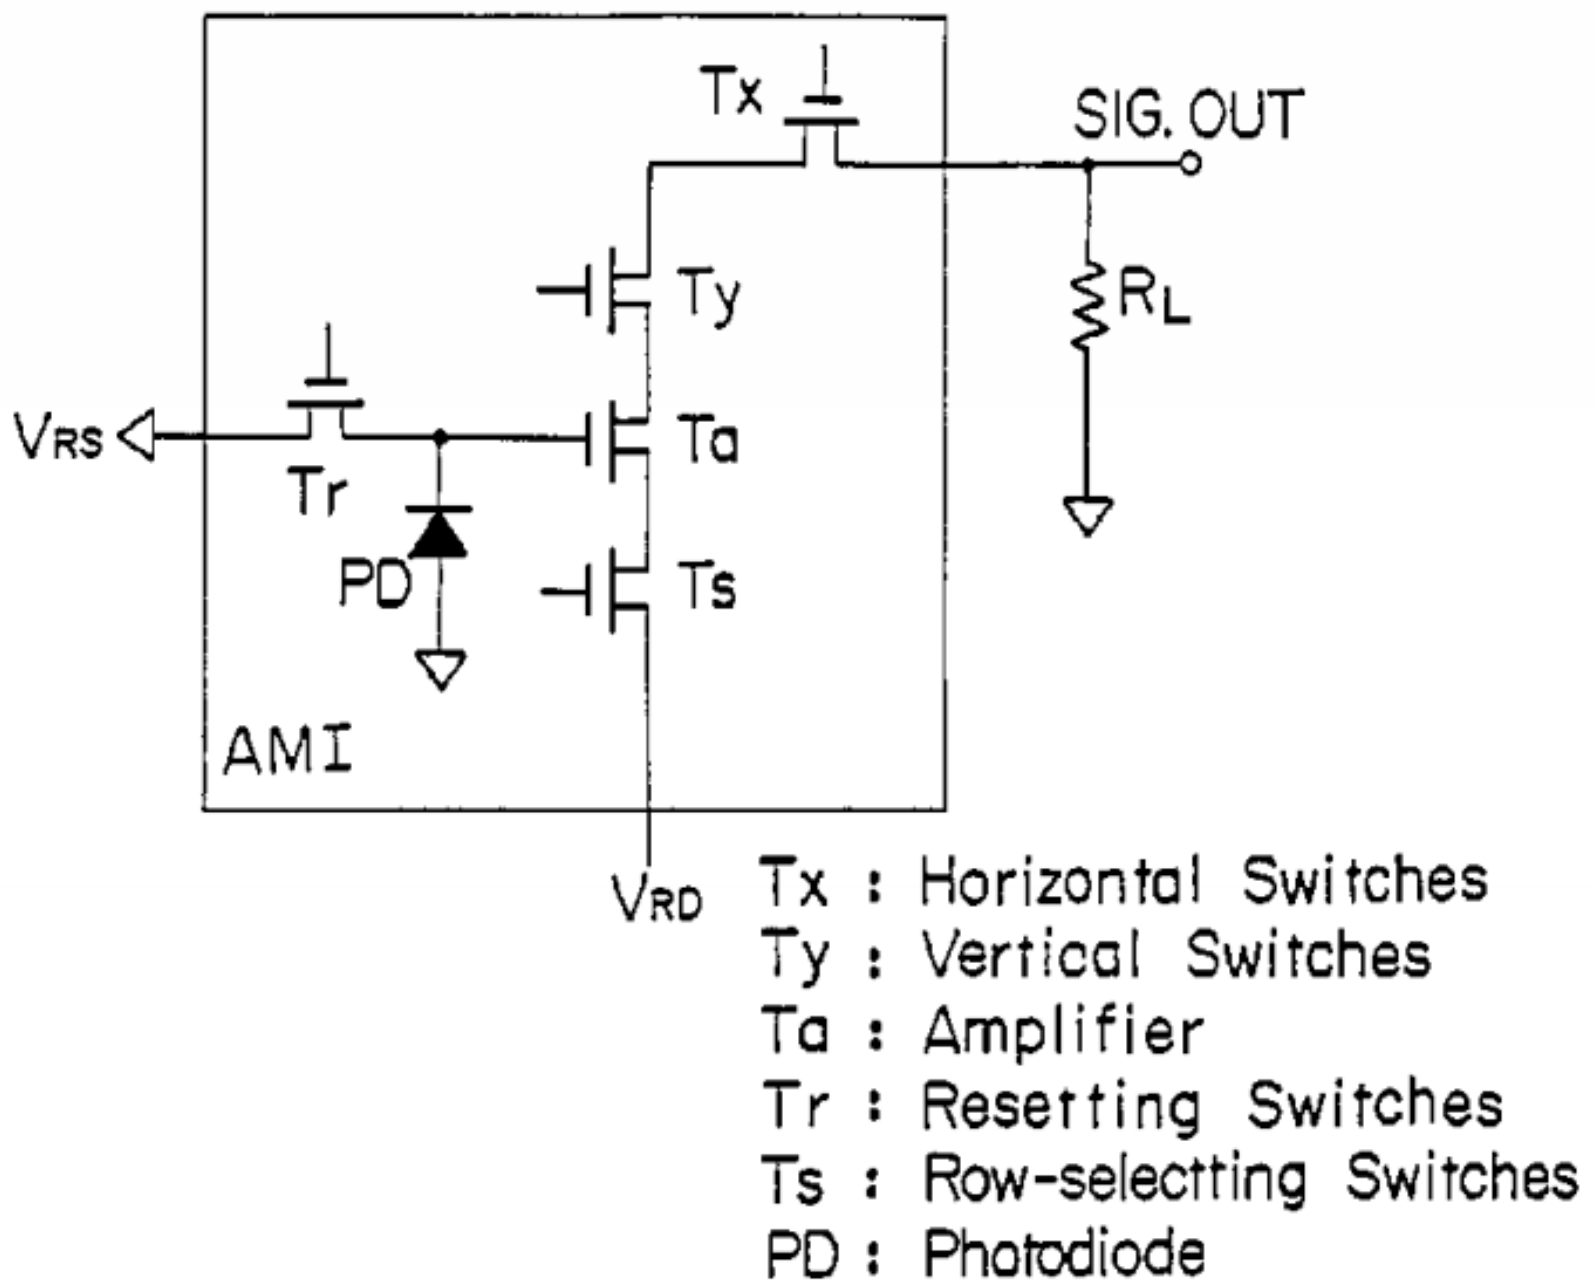 Tx
SIG. OUT
Ty
RL
VRS
Ta
Tr
PD
Ts
AMI
VRD
Tx : Horizontal Switches
Ty : Vertical Switches
Ta : Amplifier
Tr : Resetting Switches
Ts : Row-selectting Switches
PD : Photodiode